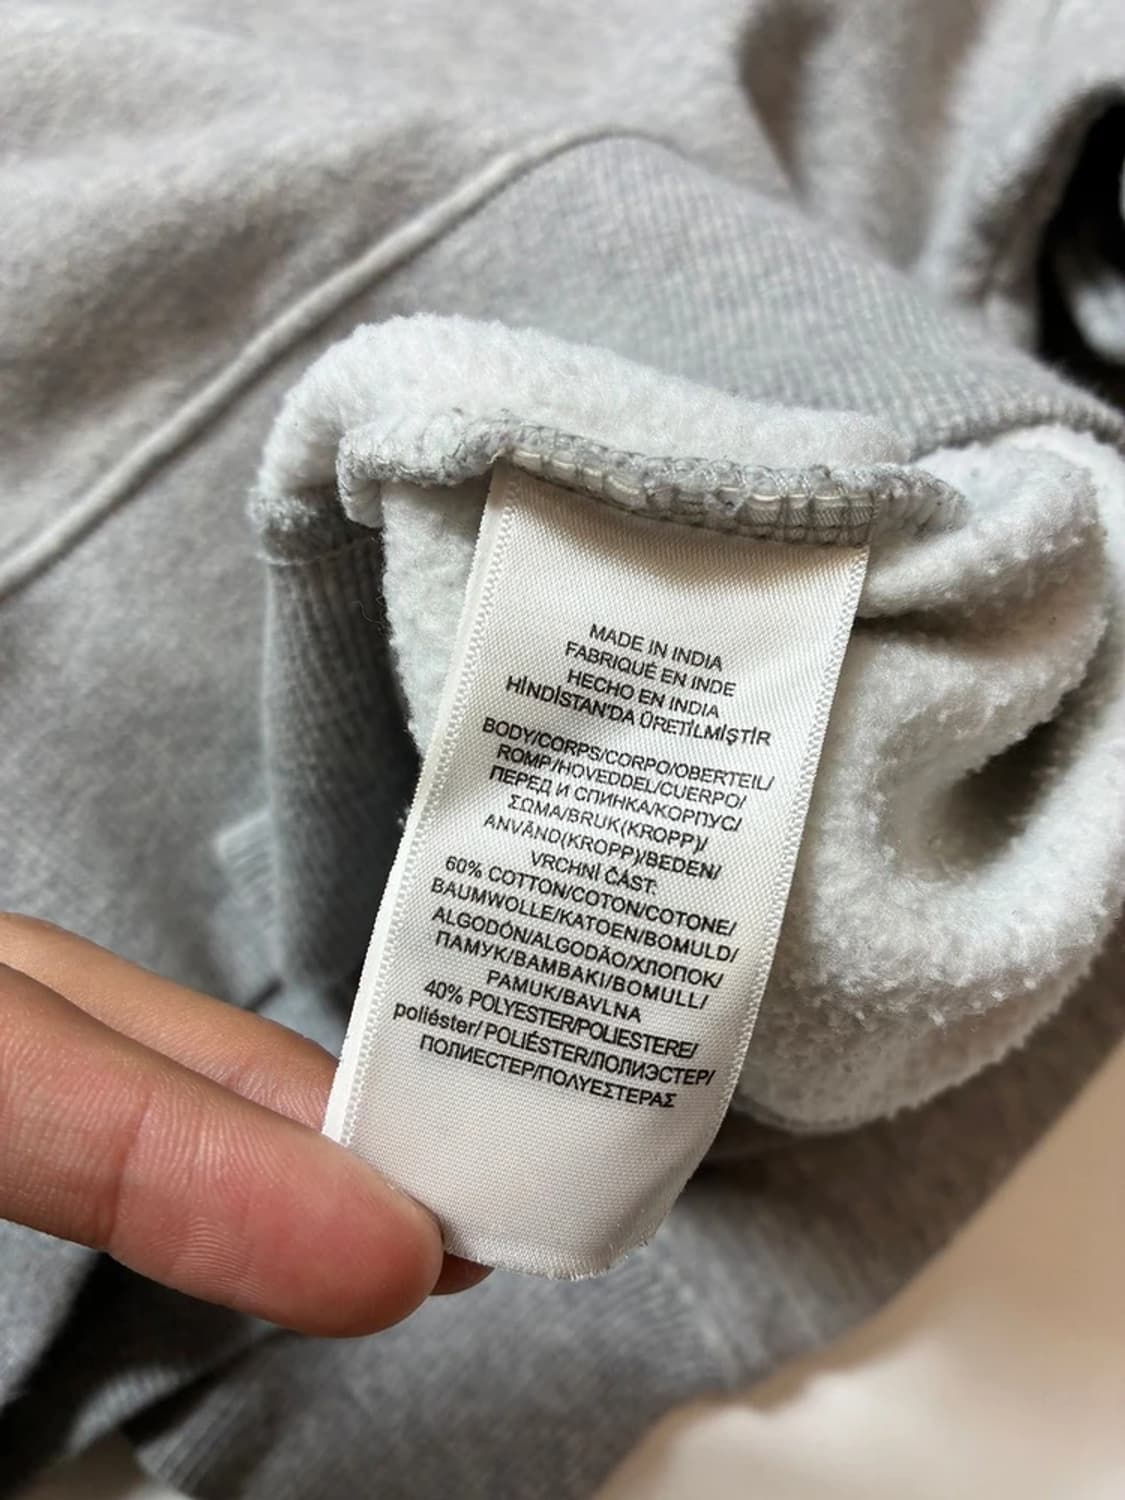 MADE IN INDIA
FABRIQUÉ EN INDE
HECHO EN INDIA
HİNDİSTAN'DA ÜRETİLMİŞTİR
BODY/CORPS/CORPO/OBERTEIL/
ROMP/HOVEDDEL/CUERPO/
ПЕРЕД И СПИНКА/КОРПУС/
ΣΩΜΑ/BRUK(KROPP)/
ANVÄND(KROPP)/BEDEN/
VRCHNÍ ČÁST:
60% COTTON/COTON/COTONE/
BAUMWOLLE/KATOEN/BOMULD/
ALGODÓN/ALGODÃO/ХЛОПОК/
ПАМУК/BAMBAKI/BOMULL/
PAMUK/BAVLNA
40% POLYESTER/POLIESTERE/
poliéster/ POLIÉSTER/ПОЛИЭСТЕР/
ПОЛИЕСТЕР/ΠΟΛΥΕΣΤΕΡΑΣ